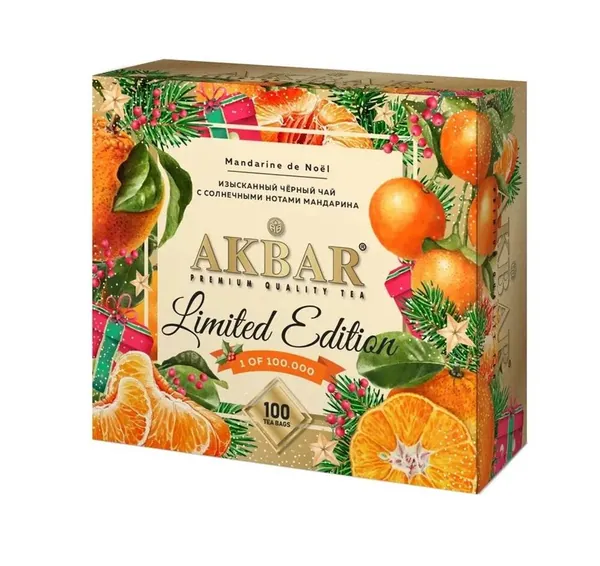 Mandarine de Noël
ИЗЫСКАННЫЙ ЧЁРНЫЙ ЧАЙ
С СОЛНЕЧНЫМИ НОТАМИ МАНДАРИНА
AKBAR®
PREMIUM QUALITY TEA
Limited Edition
1 OF 100.000
100
TEA BAGS
AKBAR